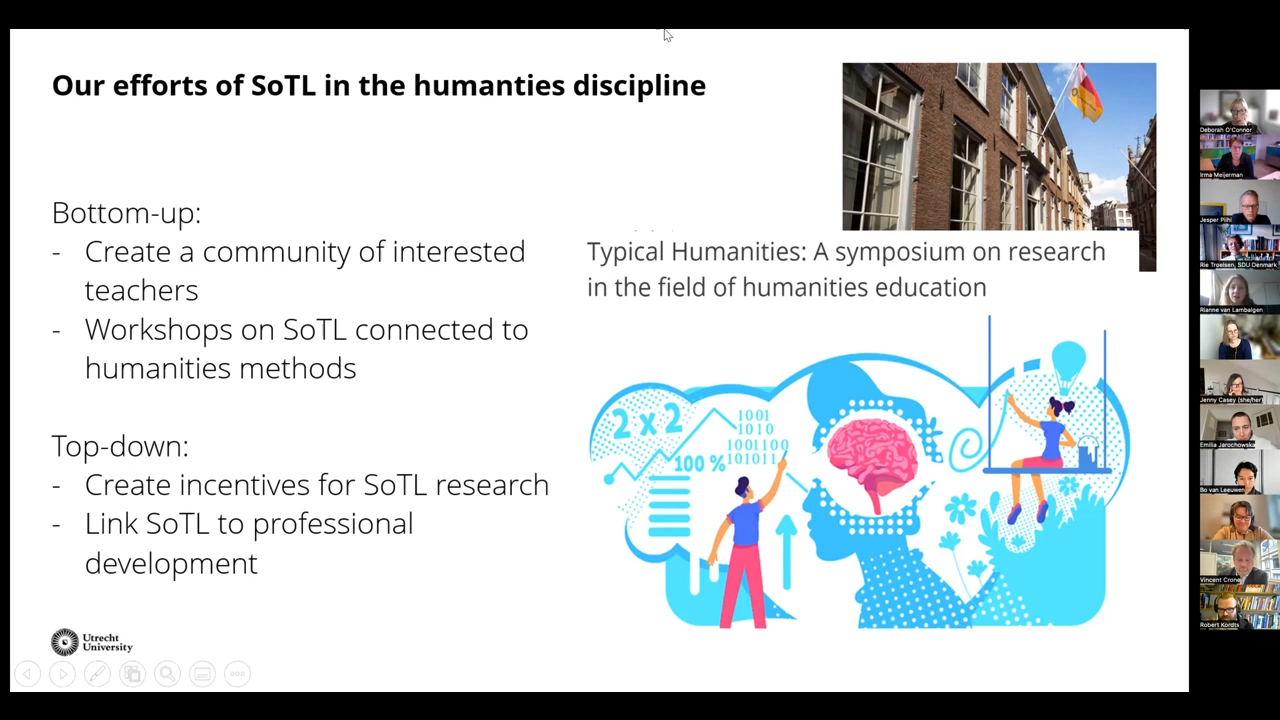 Our efforts of SoTL in the humanties discipline
Bottom-up:
- Create a community of interested
teachers
- Workshops on SoTL connected to
humanities methods
Top-down:
- Create incentives for SoTL research
- Link SoTL to professional
development
Typical Humanities: A symposium on research
in the field of humanities education
2 x 2
100 %
1001
1010
1001100
101011
Utrecht
University
Deborah O'Connor
Irma Meijerman
Jesper Piihl
Rie Troelsen, SDU Denmark
Rianne van Lambalgen
Jenny Casey (she/her)
Emilia Jarochowska
Bo van Leeuwen
Vincent Crone
Robert Kordts